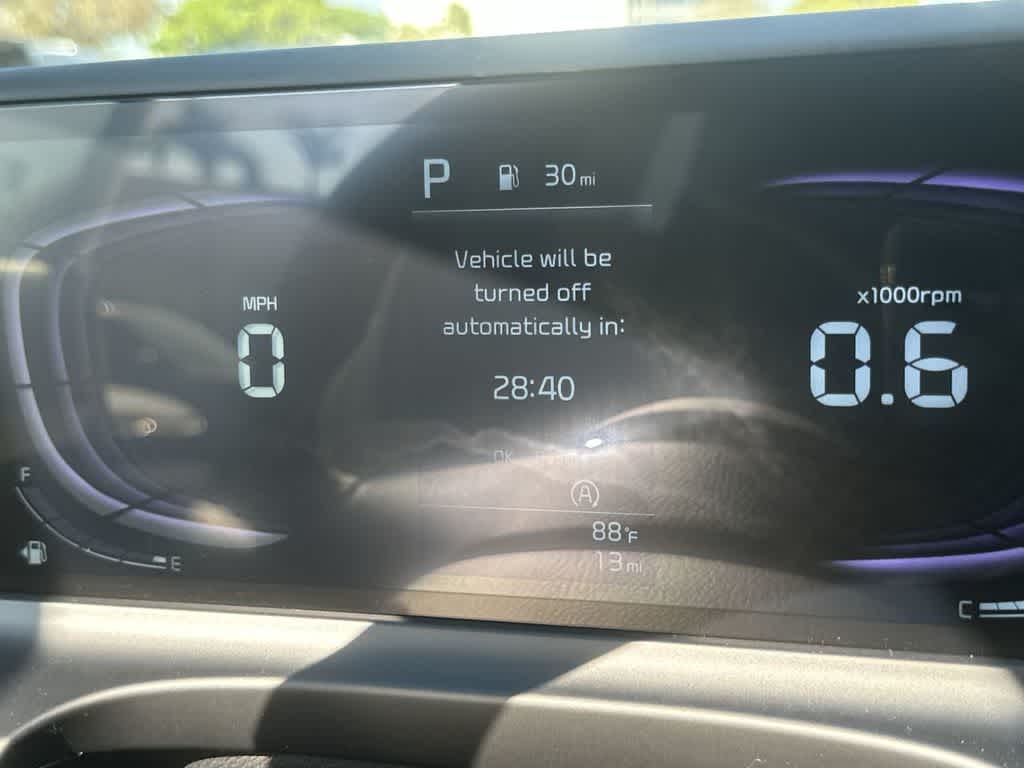 P 30 mi
Vehicle will be
turned off
automatically in:
28:40
MPH
0
x1000rpm
0.6
OK
A
88°F
13 mi
F
E
C